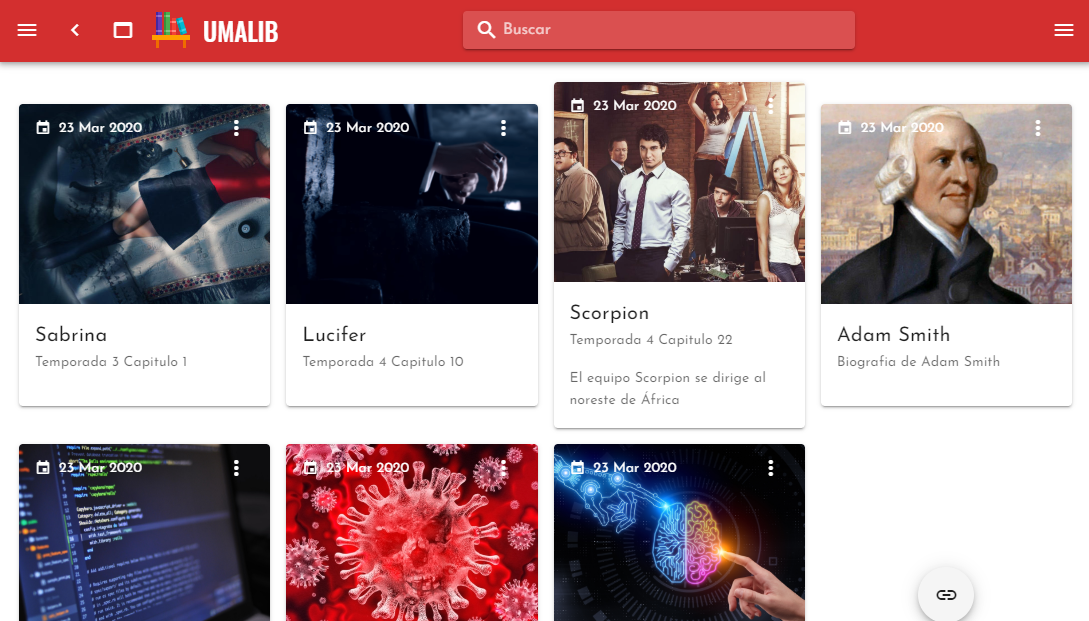 UMALIB
Buscar
23 Mar 2020
23 Mar 2020
23 Mar 2020
23 Mar 2020
Sabrina
Temporada 3 Capitulo 1
Lucifer
Temporada 4 Capitulo 10
Scorpion
Temporada 4 Capitulo 22
El equipo Scorpion se dirige al
noreste de África
Adam Smith
Biografia de Adam Smith
23 Mar 2020
23 Mar 2020
23 Mar 2020